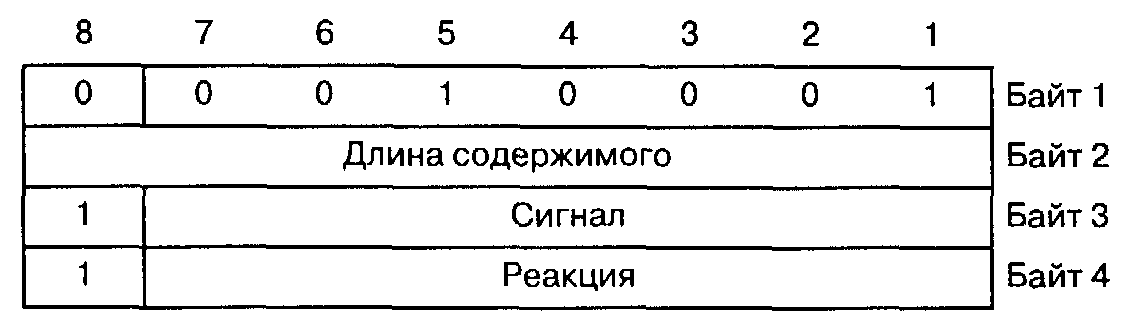 8 7 6 5 4 3 2 1
0 0 0 1 0 0 0 1 Байт 1
Длина содержимого Байт 2
1 Сигнал Байт 3
1 Реакция Байт 4